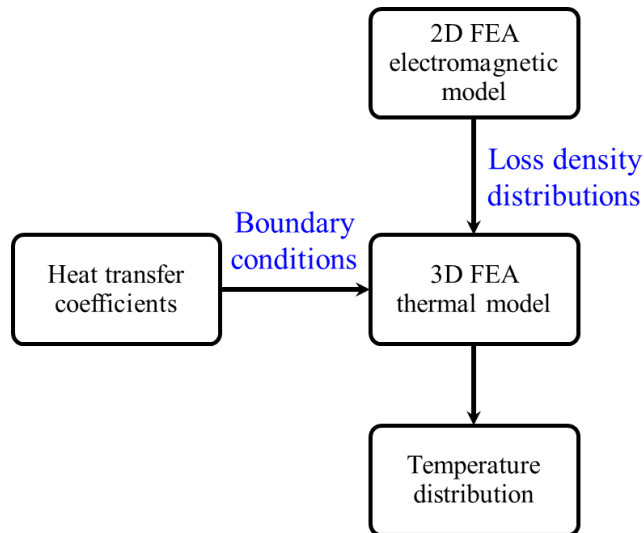 2D FEA
electromagnetic
model
Loss density
distributions
Boundary
conditions
Heat transfer
coefficients
3D FEA
thermal model
Temperature
distribution